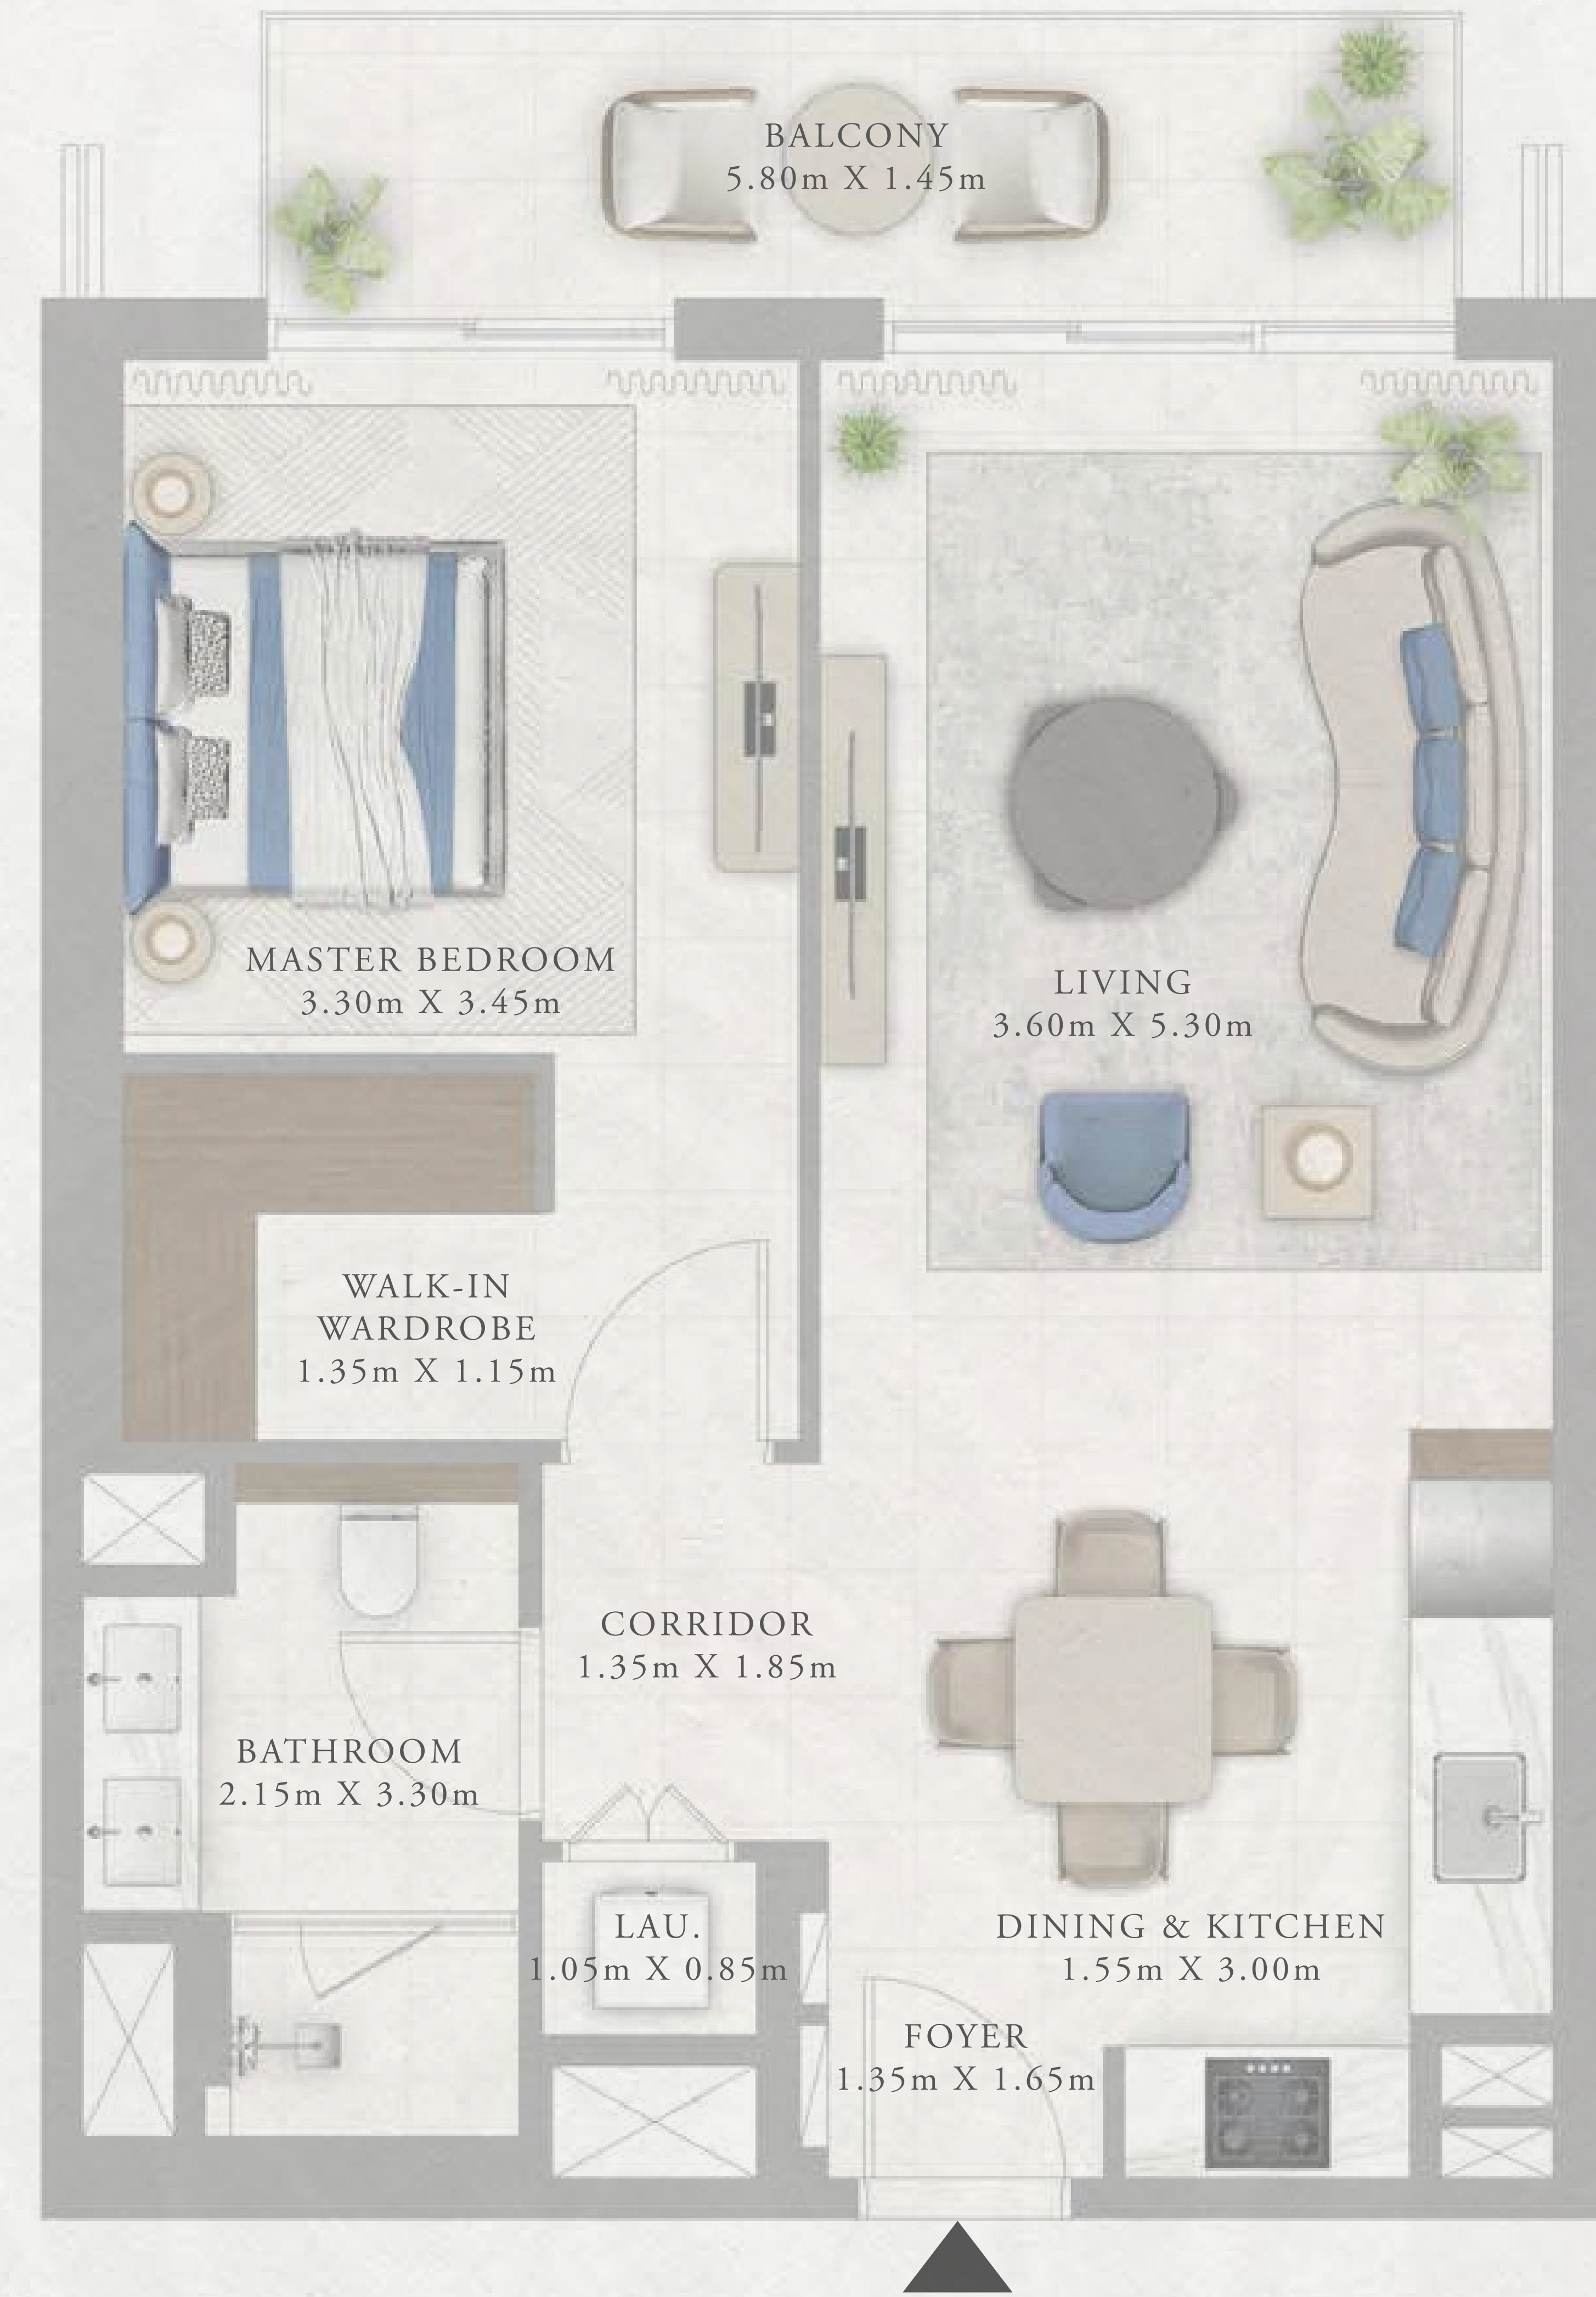 BALCONY
5.80m X 1.45m
MASTER BEDROOM
3.30m X 3.45m
LIVING
3.60m X 5.30m
WALK-IN
WARDROBE
1.35m X 1.15m
CORRIDOR
1.35m X 1.85m
BATHROOM
2.15m X 3.30m
LAU.
1.05m X 0.85m
DINING & KITCHEN
1.55m X 3.00m
FOYER
1.35m X 1.65m